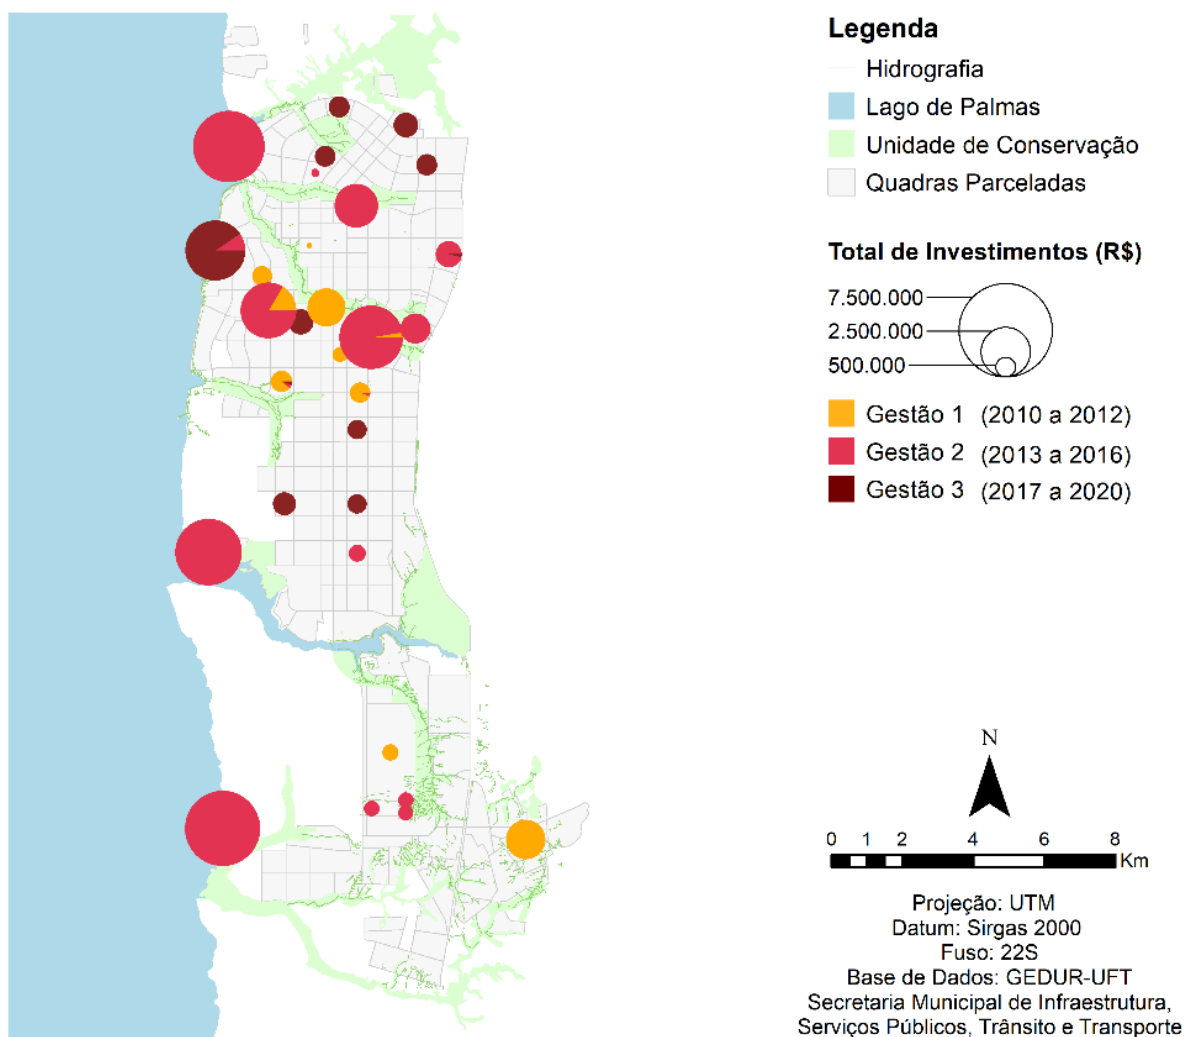 Legenda
Hidrografia
Lago de Palmas
Unidade de Conservação
Quadras Parceladas
Total de Investimentos (R$)
7.500.000
2.500.000
500.000
Gestão 1 (2010 a 2012)
Gestão 2 (2013 a 2016)
Gestão 3 (2017 a 2020)
N
0 1 2 4 6 8
Km
Projeção: UTM
Datum: Sirgas 2000
Fuso: 22S
Base de Dados: GEDUR-UFT
Secretaria Municipal de Infraestrutura,
Serviços Públicos, Trânsito e Transporte